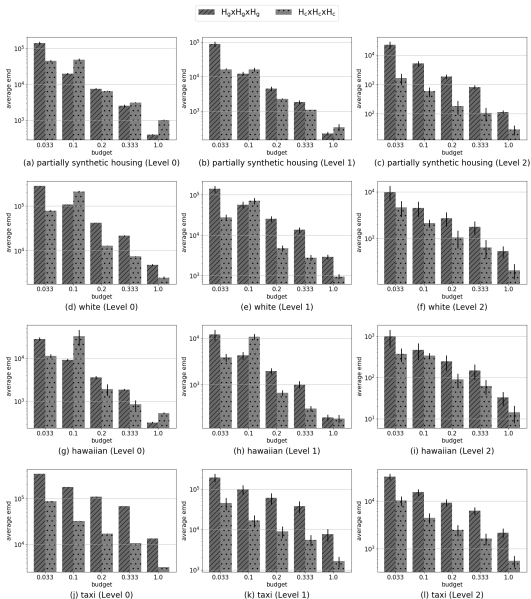 HgxHgxHg HcxHcxHc
average emd average emd average emd
10⁵ 10⁴ 10³
10⁵ 10⁴ 10³
10⁴ 10³ 10²
0.033 0.1 0.2 0.333 1.0 0.033 0.1 0.2 0.333 1.0 0.033 0.1 0.2 0.333 1.0
budget budget budget
(a) partially synthetic housing (Level 0) (b) partially synthetic housing (Level 1) (c) partially synthetic housing (Level 2)
average emd average emd average emd
10⁵ 10⁴
10⁵ 10⁴ 10³
10⁴ 10³
0.033 0.1 0.2 0.333 1.0 0.033 0.1 0.2 0.333 1.0 0.033 0.1 0.2 0.333 1.0
budget budget budget
(d) white (Level 0) (e) white (Level 1) (f) white (Level 2)
average emd average emd average emd
10⁴ 10³
10⁴ 10³
10³ 10² 10¹
0.033 0.1 0.2 0.333 1.0 0.033 0.1 0.2 0.333 1.0 0.033 0.1 0.2 0.333 1.0
budget budget budget
(g) hawaiian (Level 0) (h) hawaiian (Level 1) (i) hawaiian (Level 2)
average emd average emd average emd
10⁵ 10⁴
10⁵ 10⁴ 10³
10⁴ 10³
0.033 0.1 0.2 0.333 1.0 0.033 0.1 0.2 0.333 1.0 0.033 0.1 0.2 0.333 1.0
budget budget budget
(j) taxi (Level 0) (k) taxi (Level 1) (l) taxi (Level 2)